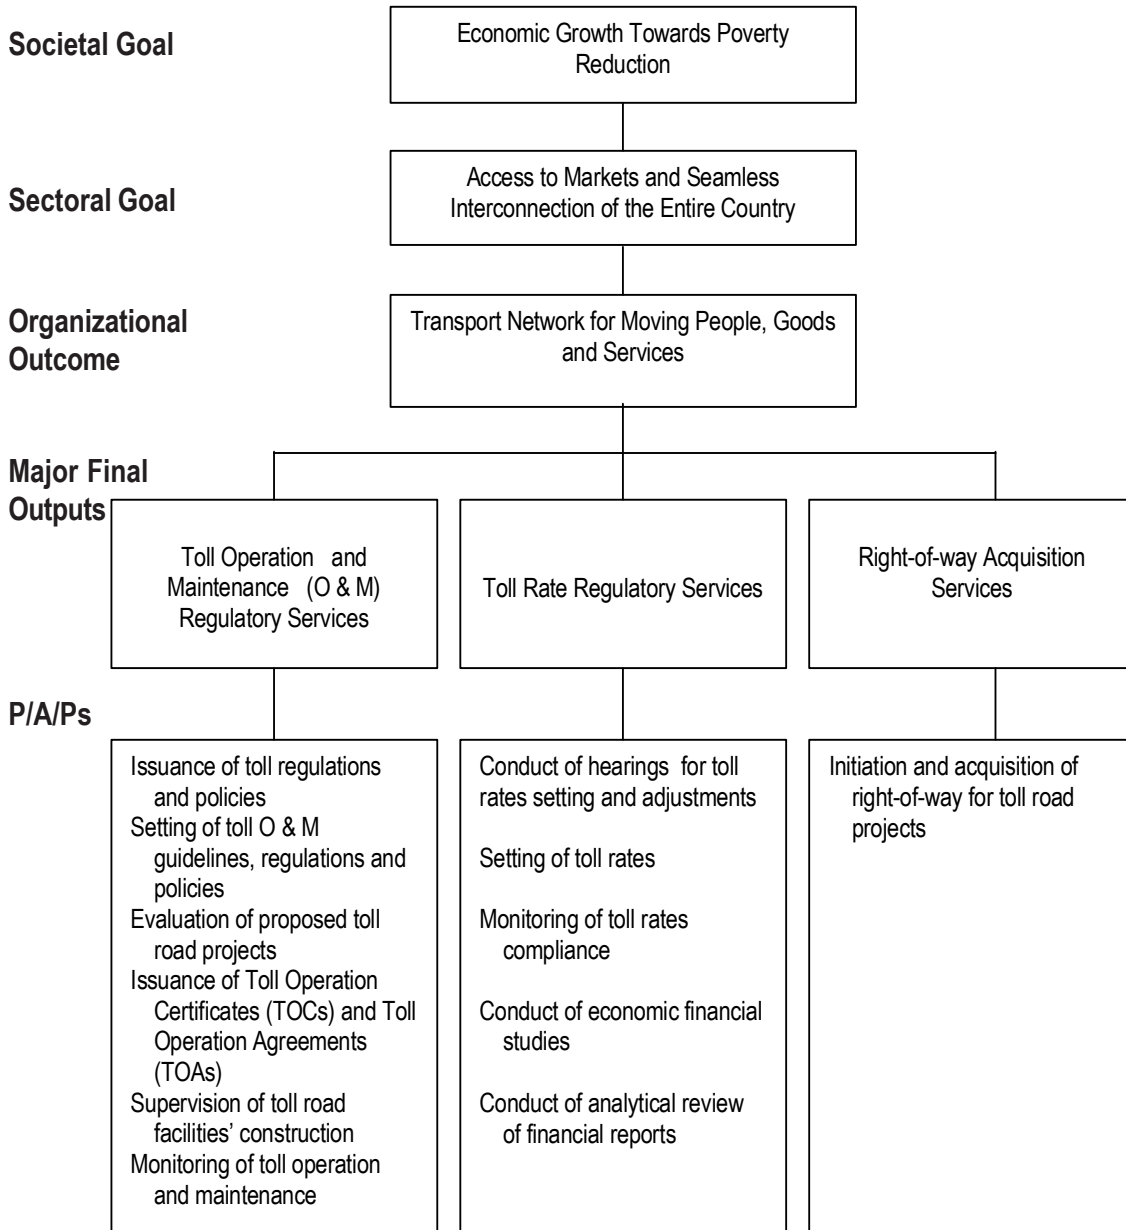 Societal Goal
Economic Growth Towards Poverty
Reduction
Sectoral Goal
Access to Markets and Seamless
Interconnection of the Entire Country
Organizational
Outcome
Transport Network for Moving People, Goods
and Services
Major Final
Outputs
Toll Operation and
Maintenance (O & M)
Regulatory Services
Toll Rate Regulatory Services
Right-of-way Acquisition
Services
P/A/Ps
Issuance of toll regulations
and policies
Setting of toll O & M
guidelines, regulations and
policies
Evaluation of proposed toll
road projects
Issuance of Toll Operation
Certificates (TOCs) and Toll
Operation Agreements
(TOAs)
Supervision of toll road
facilities’ construction
Monitoring of toll operation
and maintenance
Conduct of hearings for toll
rates setting and adjustments
Setting of toll rates
Monitoring of toll rates
compliance
Conduct of economic financial
studies
Conduct of analytical review
of financial reports
Initiation and acquisition of
right-of-way for toll road
projects